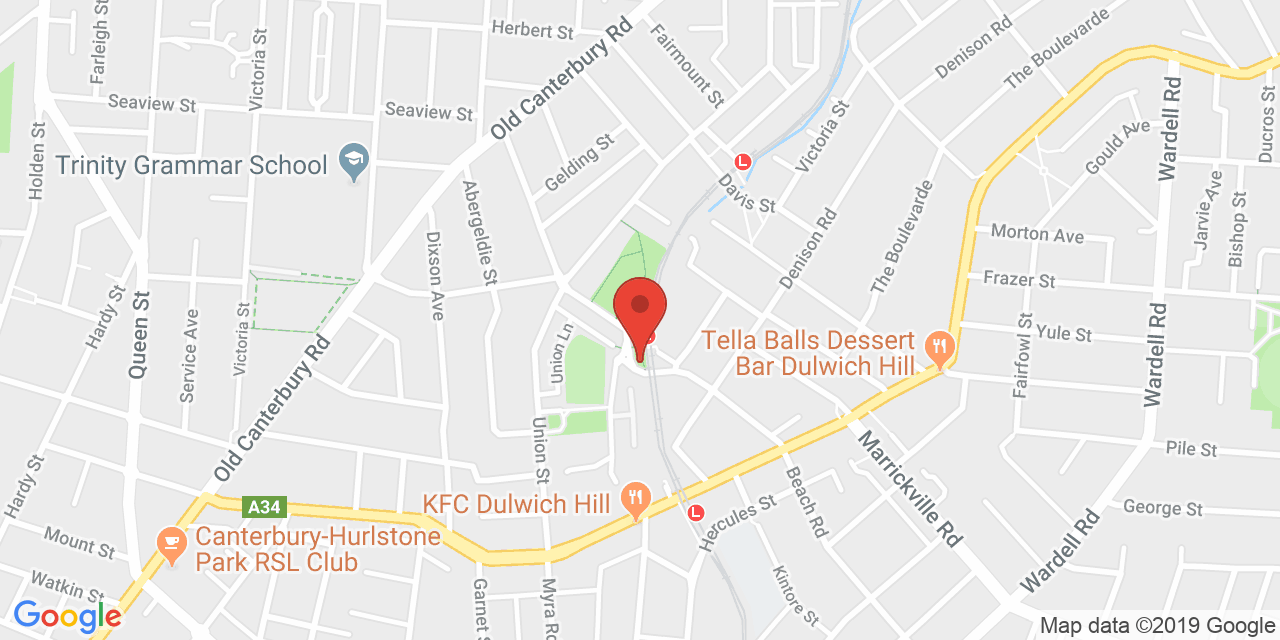 Herbert St
Old Canterbury Rd
Fairmount St
Denison Rd
The Boulevarde
Farleigh St
Victoria St
Seaview St
Seaview St
Wardell Rd
Ducros St
Holden St
Trinity Grammar School
Gelding St
Victoria St
Gould Ave
L
Davis St
Abergeldie St
Dixson Ave
Denison Rd
The Boulevarde
Morton Ave
Jarvie Ave
Bishop St
Frazer St
Hardy St
Queen St
Service Ave
Victoria St
Union Ln
Tella Balls Dessert
Bar Dulwich Hill
Yule St
Fairfowl St
Wardell Rd
Old Canterbury Rd
Union St
Marrickville Rd
Pile St
Hardy St
A34
KFC Dulwich Hill
L
Hercules St
Beach Rd
George St
Mount St
Canterbury-Hurlstone
Park RSL Club
Wardell Rd
Watkin St
Garnet S
Myra Ro
Kintore St
Google
Map data ©2019 Google